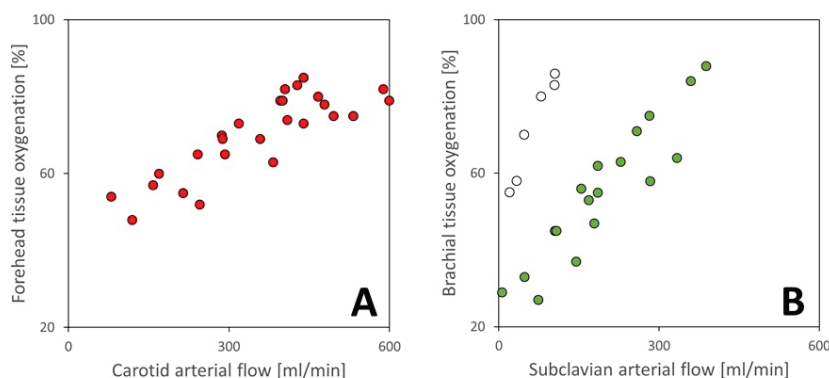 100
60
20
0
300
600
Forehead tissue oxygenation [%]
Carotid arterial flow [ml/min]
A
100
60
20
0
300
600
Brachial tissue oxygenation [%]
Subclavian arterial flow [ml/min]
B